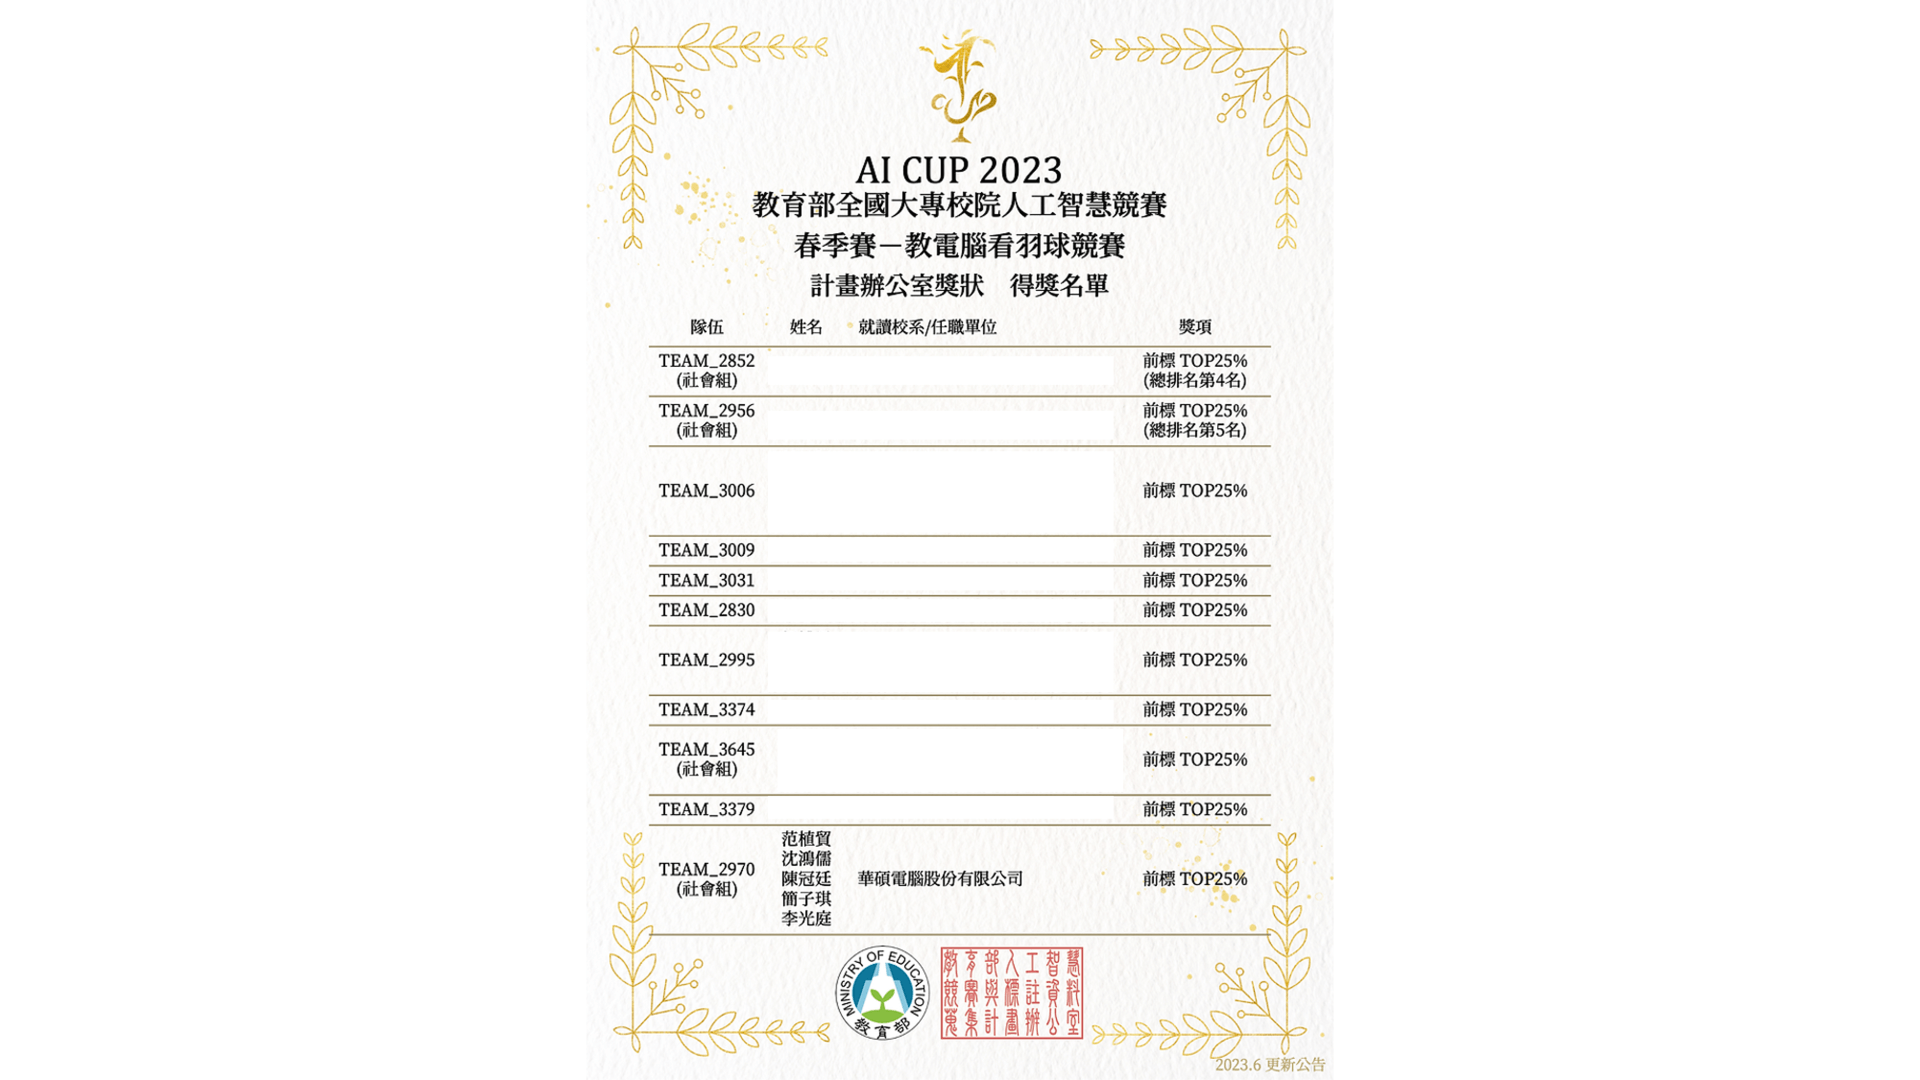 AI CUP 2023
教育部全國大專校院人工智慧競賽
春季賽－教電腦看羽球競賽
計畫辦公室獎狀　得獎名單
隊伍 姓名 就讀校系/任職單位 獎項
TEAM_2852
(社會組)
前標 TOP25%
(總排名第4名)
TEAM_2956
(社會組)
前標 TOP25%
(總排名第5名)
TEAM_3006 前標 TOP25%
TEAM_3009 前標 TOP25%
TEAM_3031 前標 TOP25%
TEAM_2830 前標 TOP25%
TEAM_2995 前標 TOP25%
TEAM_3374 前標 TOP25%
TEAM_3645
(社會組)
前標 TOP25%
TEAM_3379 前標 TOP25%
TEAM_2970
(社會組)
范植貿
沈鴻儒
陳冠廷
簡子琪
李光庭
華碩電腦股份有限公司
前標 TOP25%
MINISTRY OF EDUCATION
教育部
教育部人工智慧
競賽與標註資料
蒐集計畫辦公室
2023.6 更新公告